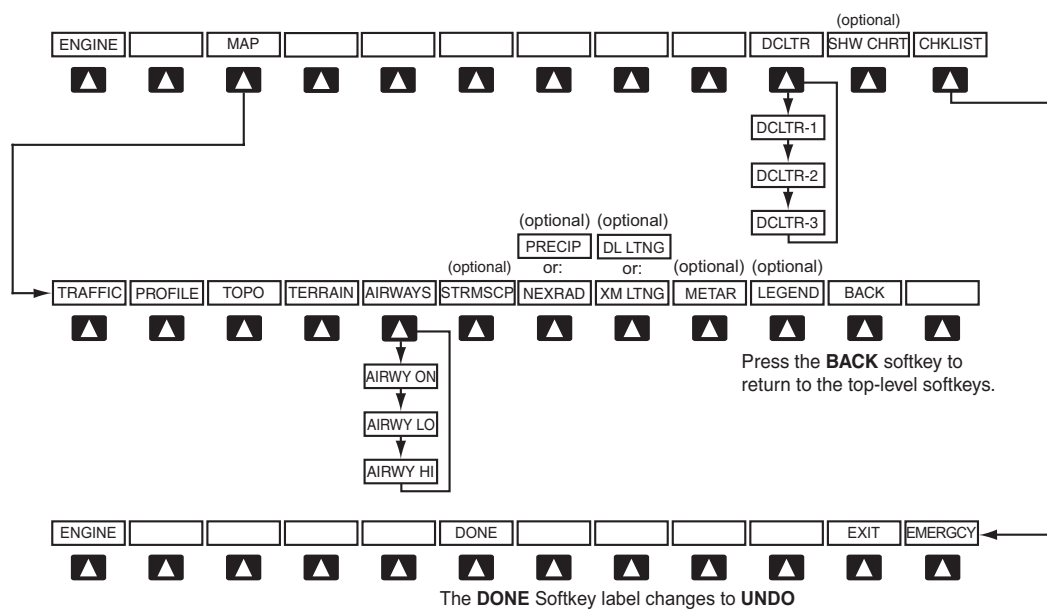 (optional)
ENGINE MAP DCLTR SHW CHRT CHKLIST
DCLTR-1
DCLTR-2
DCLTR-3
(optional) (optional)
PRECIP DL LTNG
(optional) or: or: (optional) (optional)
TRAFFIC PROFILE TOPO TERRAIN AIRWAYS STRMSCP NEXRAD XM LTNG METAR LEGEND BACK
Press the BACK softkey to
return to the top-level softkeys.
AIRWY ON
AIRWY LO
AIRWY HI
ENGINE DONE EXIT EMERGCY
The DONE Softkey label changes to UNDO